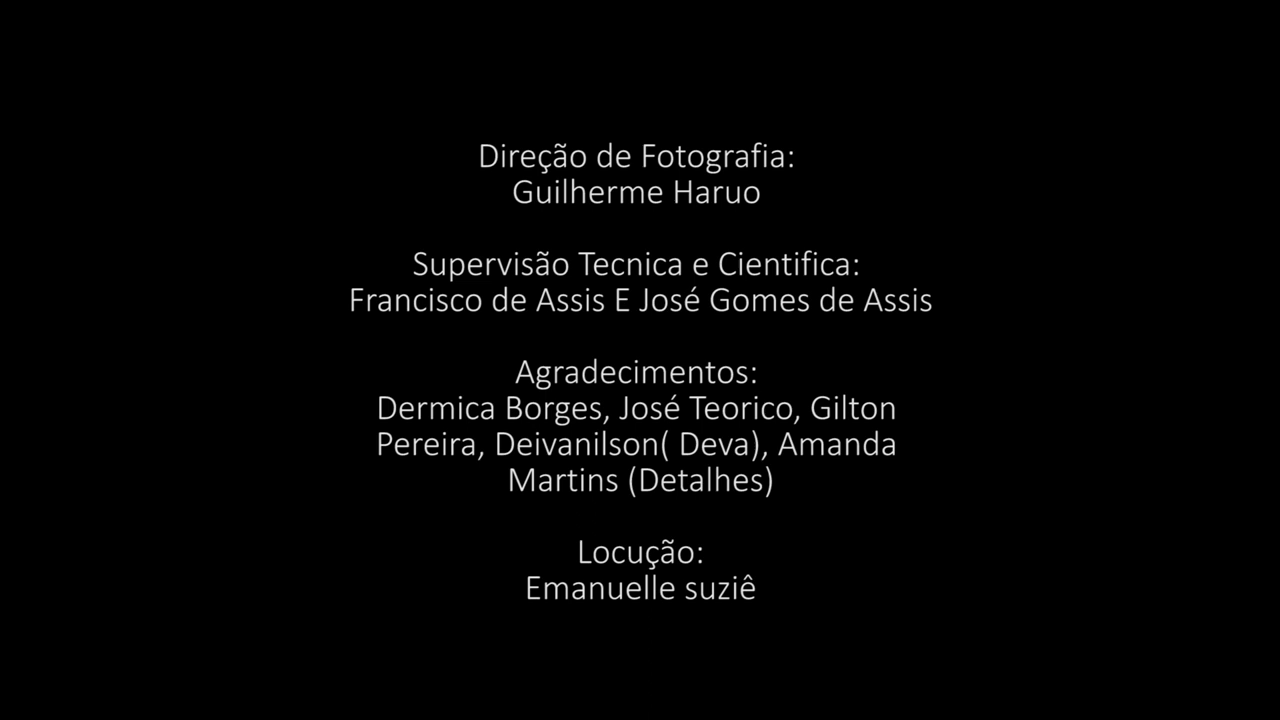 Direção de Fotografia:
Guilherme Haruo
Supervisão Tecnica e Cientifica:
Francisco de Assis E José Gomes de Assis
Agradecimentos:
Dermica Borges, José Teorico, Gilton
Pereira, Deivanilson( Deva), Amanda
Martins (Detalhes)
Locução:
Emanuelle suziê